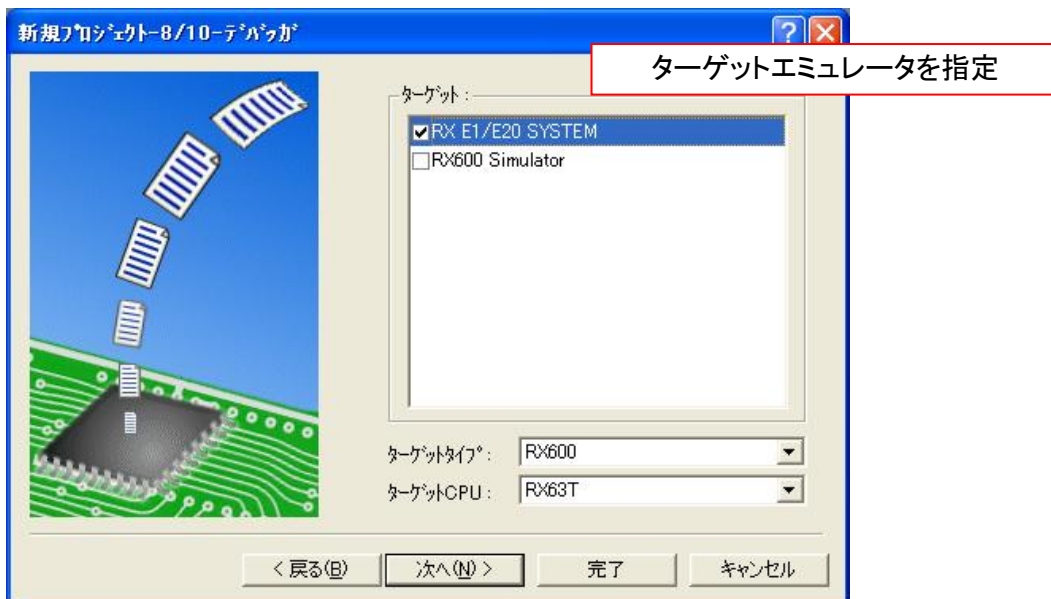 新規プロジェクト-8/10-デバッガ
ターゲットエミュレータを指定
ターゲット :
RX E1/E20 SYSTEM
RX600 Simulator
ターゲットタイプ :
RX600
ターゲットCPU :
RX63T
< 戻る(B)
次へ(N) >
完了
キャンセル